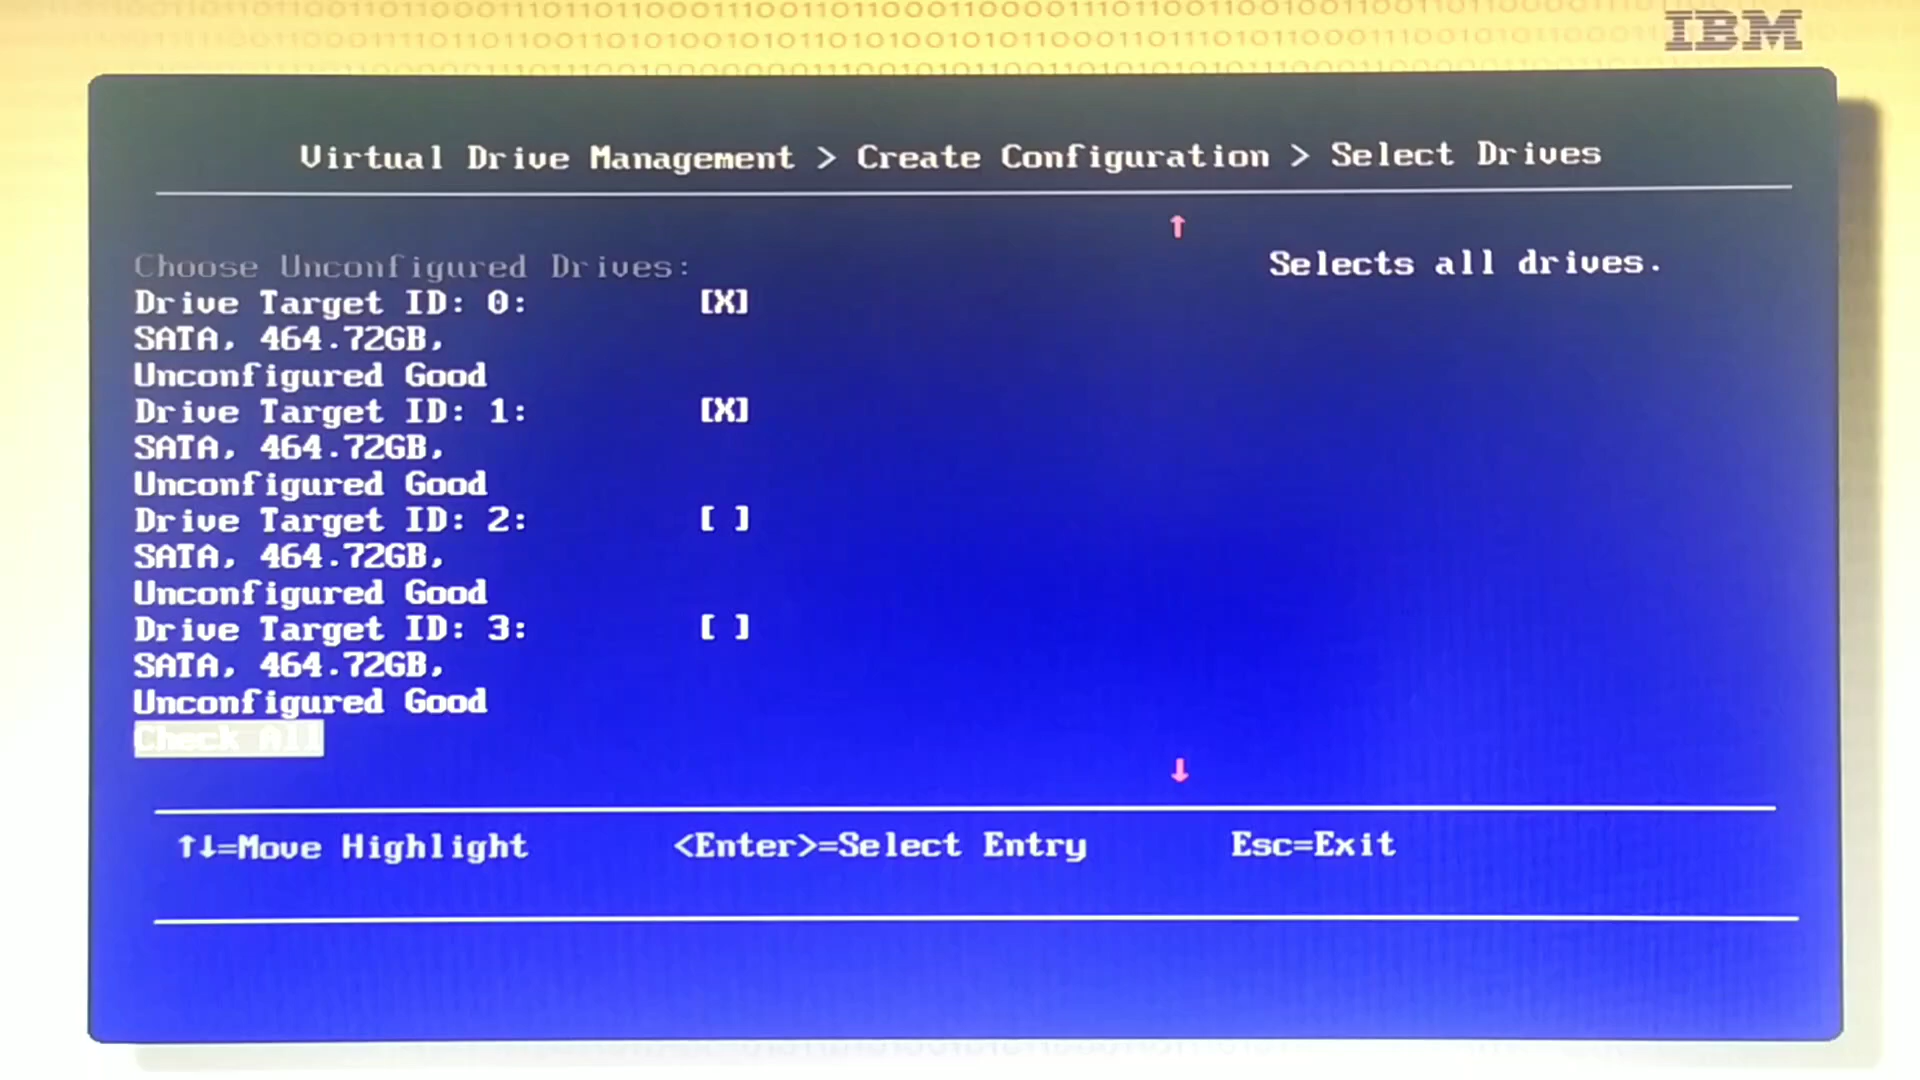 IBM
Virtual Drive Management > Create Configuration > Select Drives
↑
Choose Unconfigured Drives:
Selects all drives.
Drive Target ID: 0: [X]
SATA, 464.72GB,
Unconfigured Good
Drive Target ID: 1: [X]
SATA, 464.72GB,
Unconfigured Good
Drive Target ID: 2: [ ]
SATA, 464.72GB,
Unconfigured Good
Drive Target ID: 3: [ ]
SATA, 464.72GB,
Unconfigured Good
Check All
↓
↑↓=Move Highlight <Enter>=Select Entry Esc=Exit